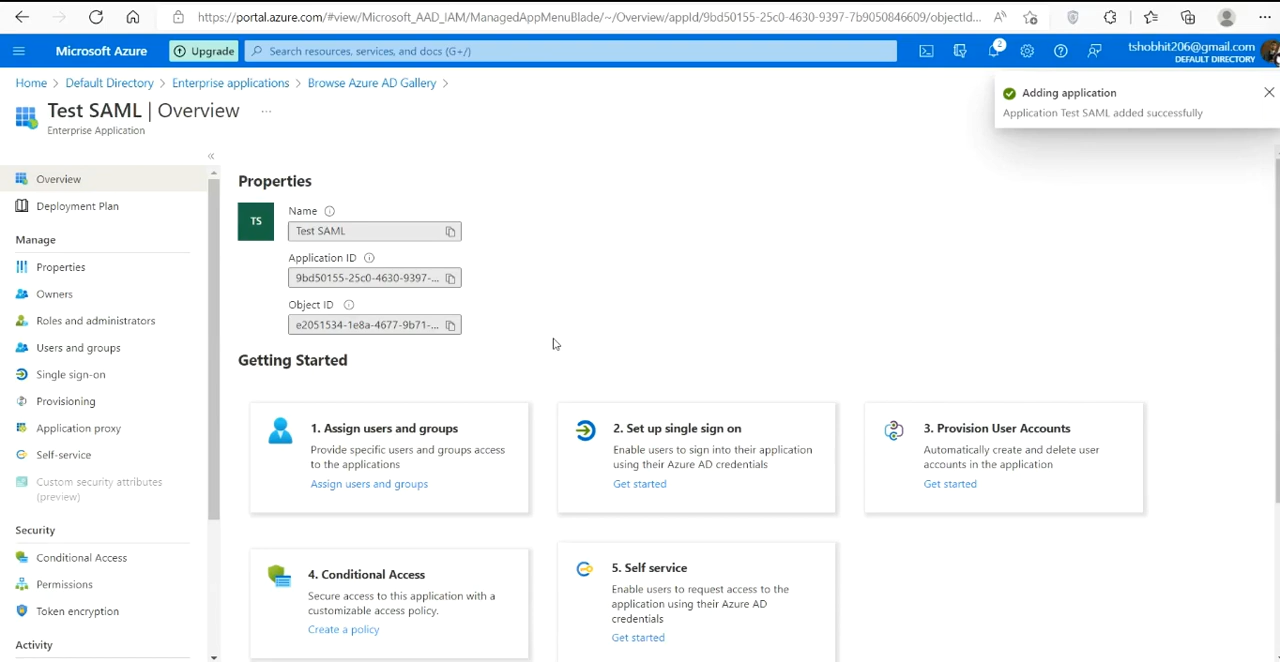 https://portal.azure.com/#view/Microsoft_AAD_IAM/ManagedAppMenuBlade/~/Overview/appId/9bd50155-25c0-4630-9397-7b9050846609/objectId...
Microsoft Azure
Upgrade
Search resources, services, and docs (G+/)
2
tshobhit206@gmail.com
DEFAULT DIRECTORY
Home > Default Directory > Enterprise applications > Browse Azure AD Gallery >
Test SAML | Overview ...
Enterprise Application
Adding application
Application Test SAML added successfully
Overview
Deployment Plan
Manage
Properties
Owners
Roles and administrators
Users and groups
Single sign-on
Provisioning
Application proxy
Self-service
Custom security attributes
(preview)
Security
Conditional Access
Permissions
Token encryption
Activity
Properties
TS
Name
Test SAML
Application ID
9bd50155-25c0-4630-9397-...
Object ID
e2051534-1e8a-4677-9b71-...
Getting Started
1. Assign users and groups
Provide specific users and groups access
to the applications
Assign users and groups
2. Set up single sign on
Enable users to sign into their application
using their Azure AD credentials
Get started
3. Provision User Accounts
Automatically create and delete user
accounts in the application
Get started
4. Conditional Access
Secure access to this application with a
customizable access policy.
Create a policy
5. Self service
Enable users to request access to the
application using their Azure AD
credentials
Get started